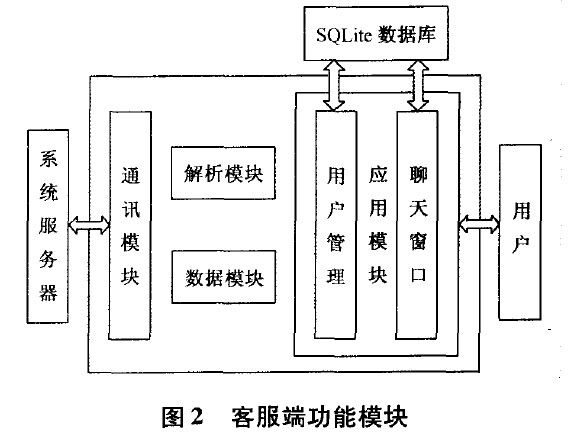 SQLite 数据库
系统服务器
通讯模块
解析模块
数据模块
用户管理
应用模块
聊天窗口
用户
图2 客服端功能模块